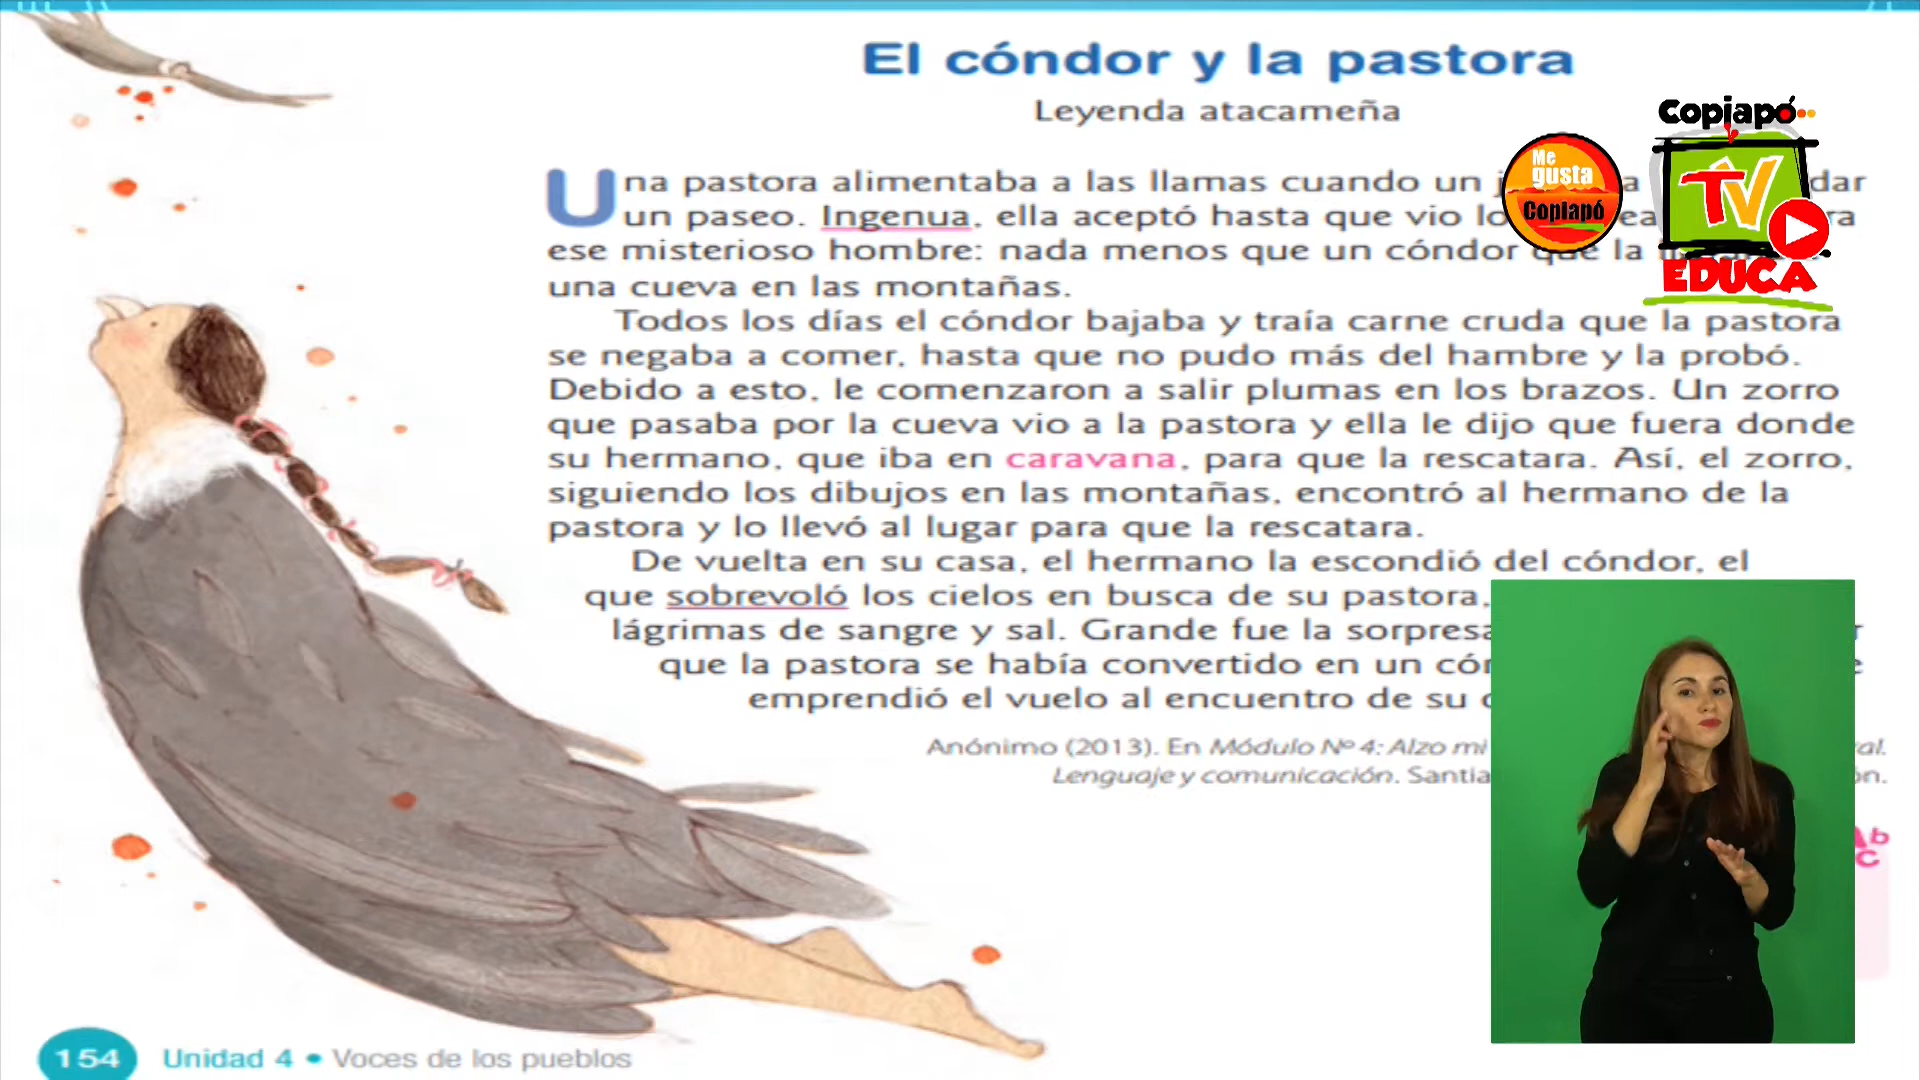 El cóndor y la pastora
Leyenda atacameña
Copiapó
Me gusta Copiapó
TV
EDUCA
Una pastora alimentaba a las llamas cuando un dar
un paseo. Ingenua, ella aceptó hasta que vio
ese misterioso hombre: nada menos que un cóndor que la
una cueva en las montañas.
Todos los días el cóndor bajaba y traía carne cruda que la pastora
se negaba a comer, hasta que no pudo más del hambre y la probó.
Debido a esto, le comenzaron a salir plumas en los brazos. Un zorro
que pasaba por la cueva vio a la pastora y ella le dijo que fuera donde
su hermano, que iba en caravana, para que la rescatara. Así, el zorro,
siguiendo los dibujos en las montañas, encontró al hermano de la
pastora y lo llevó al lugar para que la rescatara.
De vuelta en su casa, el hermano la escondió del cóndor, el
que sobrevoló los cielos en busca de su pastora,
lágrimas de sangre y sal. Grande fue la sorpresa
que la pastora se había convertido en un
emprendió el vuelo al encuentro de su
Anónimo (2013). En Módulo Nº 4: Alzo mi
Lenguaje y comunicación.
b
c
154 Unidad 4 • Voces de los pueblos